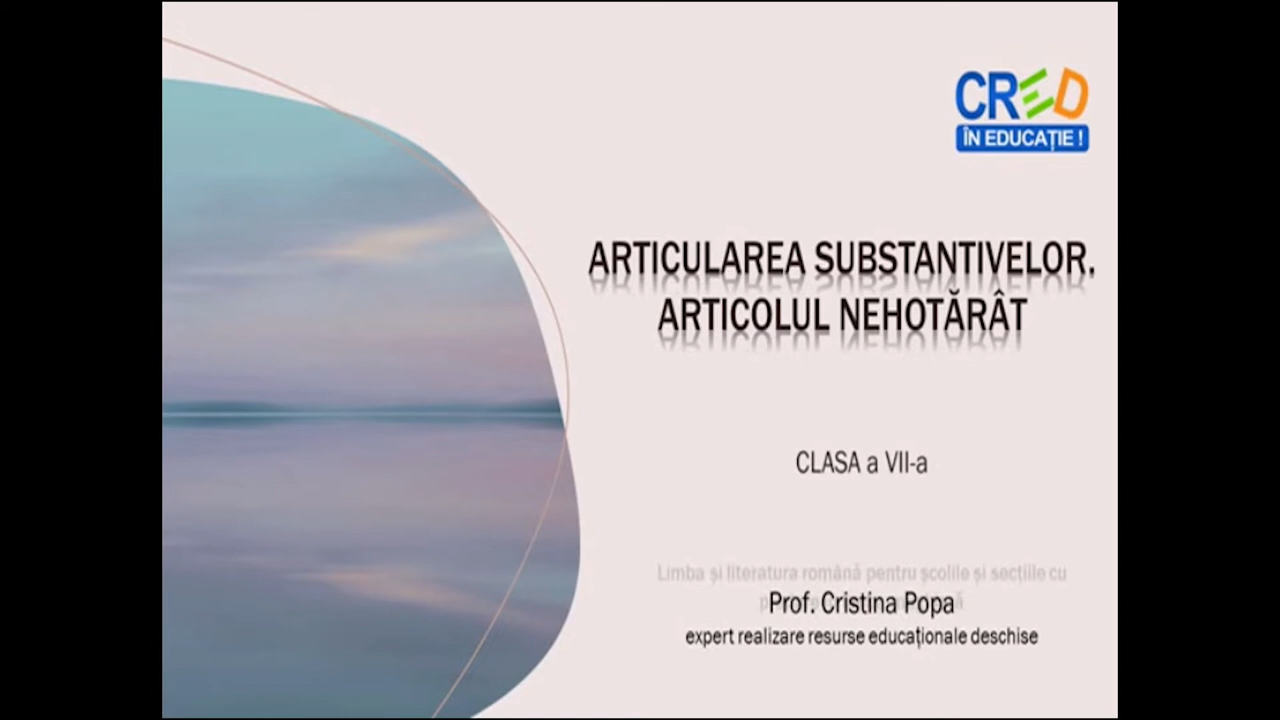 CRED
ÎN EDUCAȚIE !
ARTICULAREA SUBSTANTIVELOR.
ARTICOLUL NEHOTĂRÂT
CLASA a VII-a
Limba și literatura română pentru școlile și secțiile cu
Prof. Cristina Popa
expert realizare resurse educaționale deschise